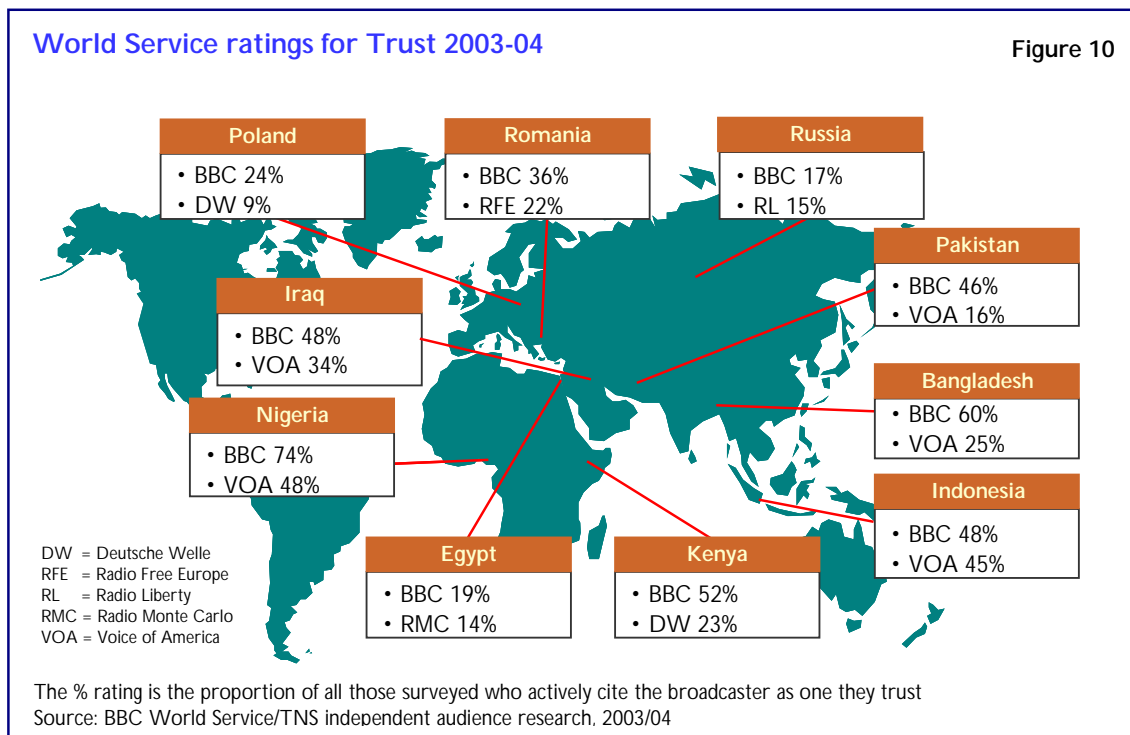 World Service ratings for Trust 2003-04
Figure 10
Poland
• BBC 24%
• DW 9%
Romania
• BBC 36%
• RFE 22%
Russia
• BBC 17%
• RL 15%
Pakistan
• BBC 46%
• VOA 16%
Iraq
• BBC 48%
• VOA 34%
Bangladesh
• BBC 60%
• VOA 25%
Nigeria
• BBC 74%
• VOA 48%
Indonesia
• BBC 48%
• VOA 45%
Egypt
• BBC 19%
• RMC 14%
Kenya
• BBC 52%
• DW 23%
DW = Deutsche Welle
RFE = Radio Free Europe
RL = Radio Liberty
RMC = Radio Monte Carlo
VOA = Voice of America
The % rating is the proportion of all those surveyed who actively cite the broadcaster as one they trust
Source: BBC World Service/TNS independent audience research, 2003/04